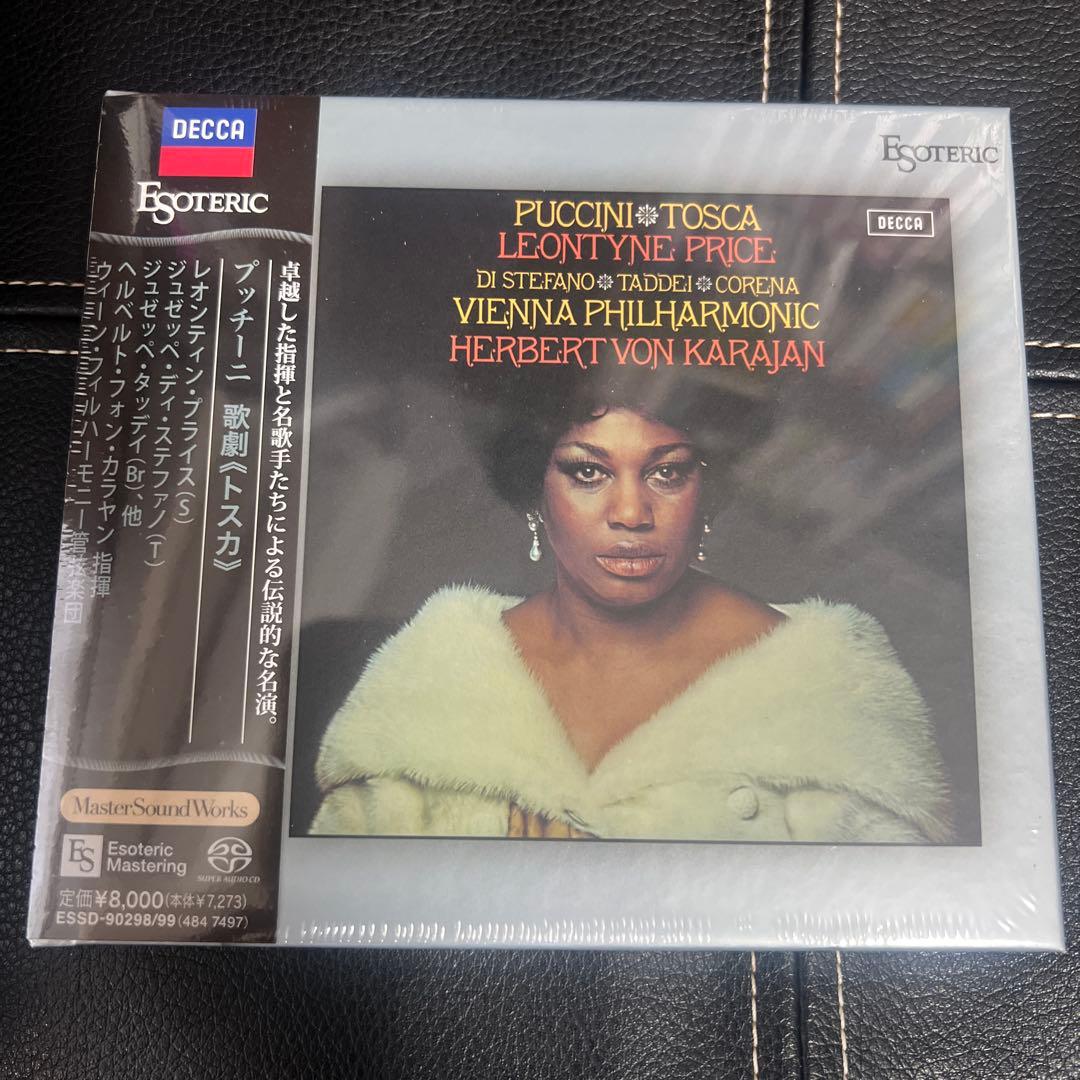 DECCA
ESOTERIC
卓越した指揮と名歌手たちによる伝説的な名演。
プッチーニ 歌劇《トスカ》
レオンティン・プライス(S)
ジュゼッペ・ディ・ステファノ(T)
ジュゼッペ・タッデイ(Br)、他
ヘルベルト・フォン・カラヤン 指揮
ウィーン・フィルハーモニー管弦楽団
MasterSoundWorks
ES
Esoteric
Mastering
SUPER AUDIO CD
定価¥8,000(本体¥7,273)
ESSD-90298/99(484 7497)
ESOTERIC
PUCCINI TOSCA
DECCA
LEONTYNE PRICE
DI STEFANO TADDEI CORENA
VIENNA PHILHARMONIC
HERBERT VON KARAJAN